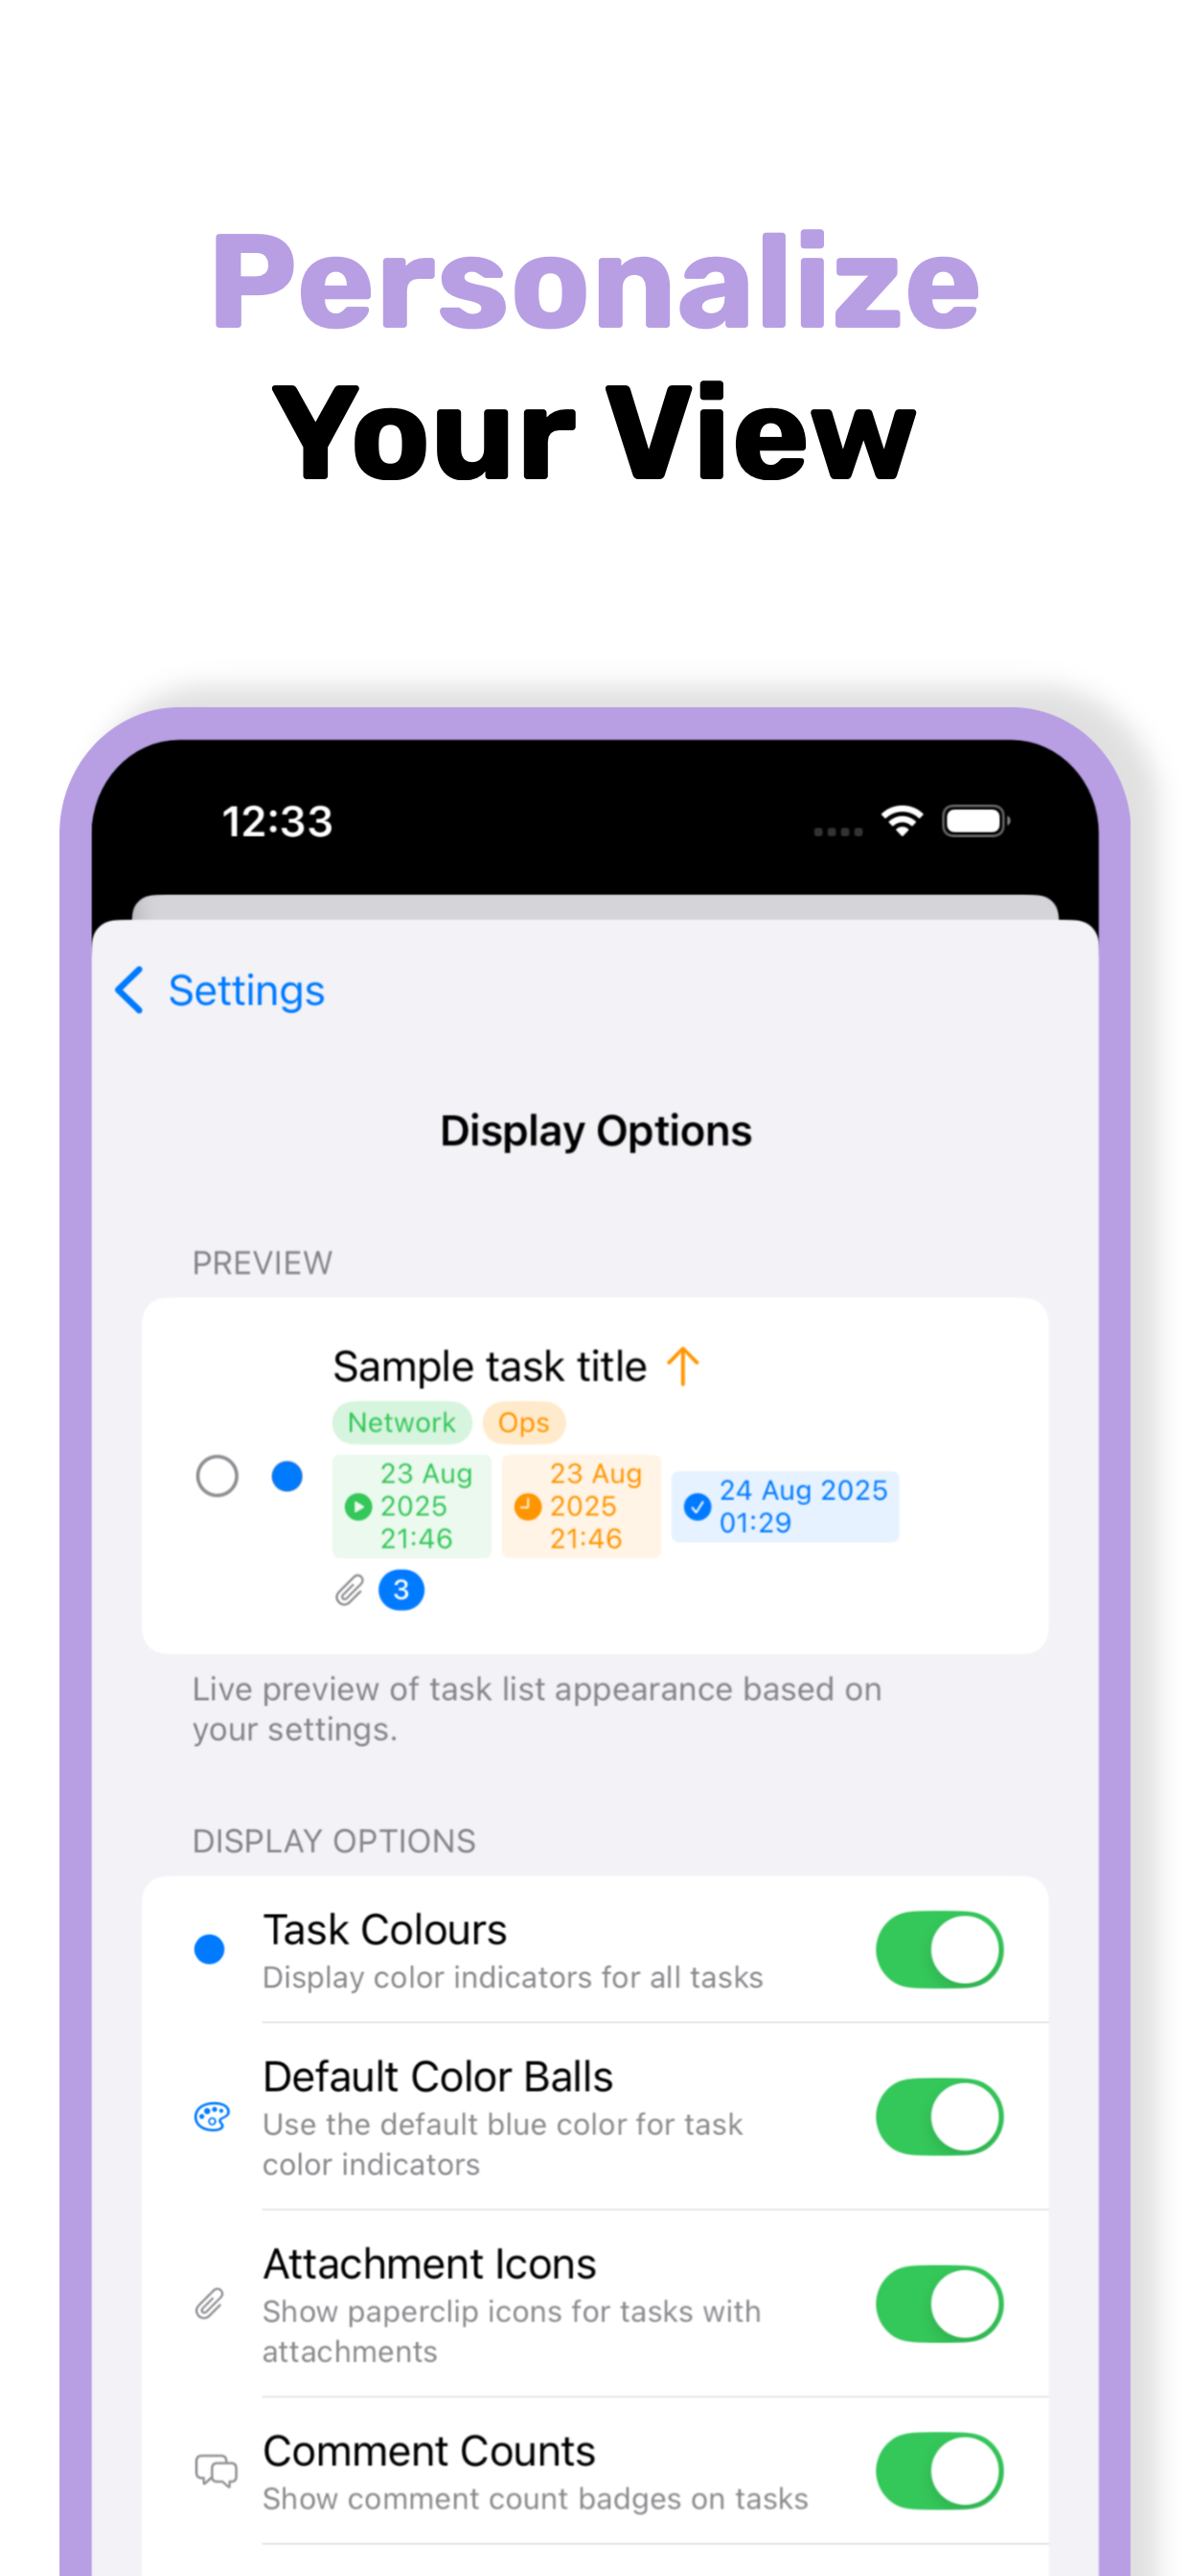 Personalize
Your View
12:33
Settings
Display Options
PREVIEW
Sample task title
Network Ops
23 Aug
2025
21:46
23 Aug
2025
21:46
24 Aug 2025
01:29
3
Live preview of task list appearance based on
your settings.
DISPLAY OPTIONS
Task Colours
Display color indicators for all tasks
Default Color Balls
Use the default blue color for task
color indicators
Attachment Icons
Show paperclip icons for tasks with
attachments
Comment Counts
Show comment count badges on tasks